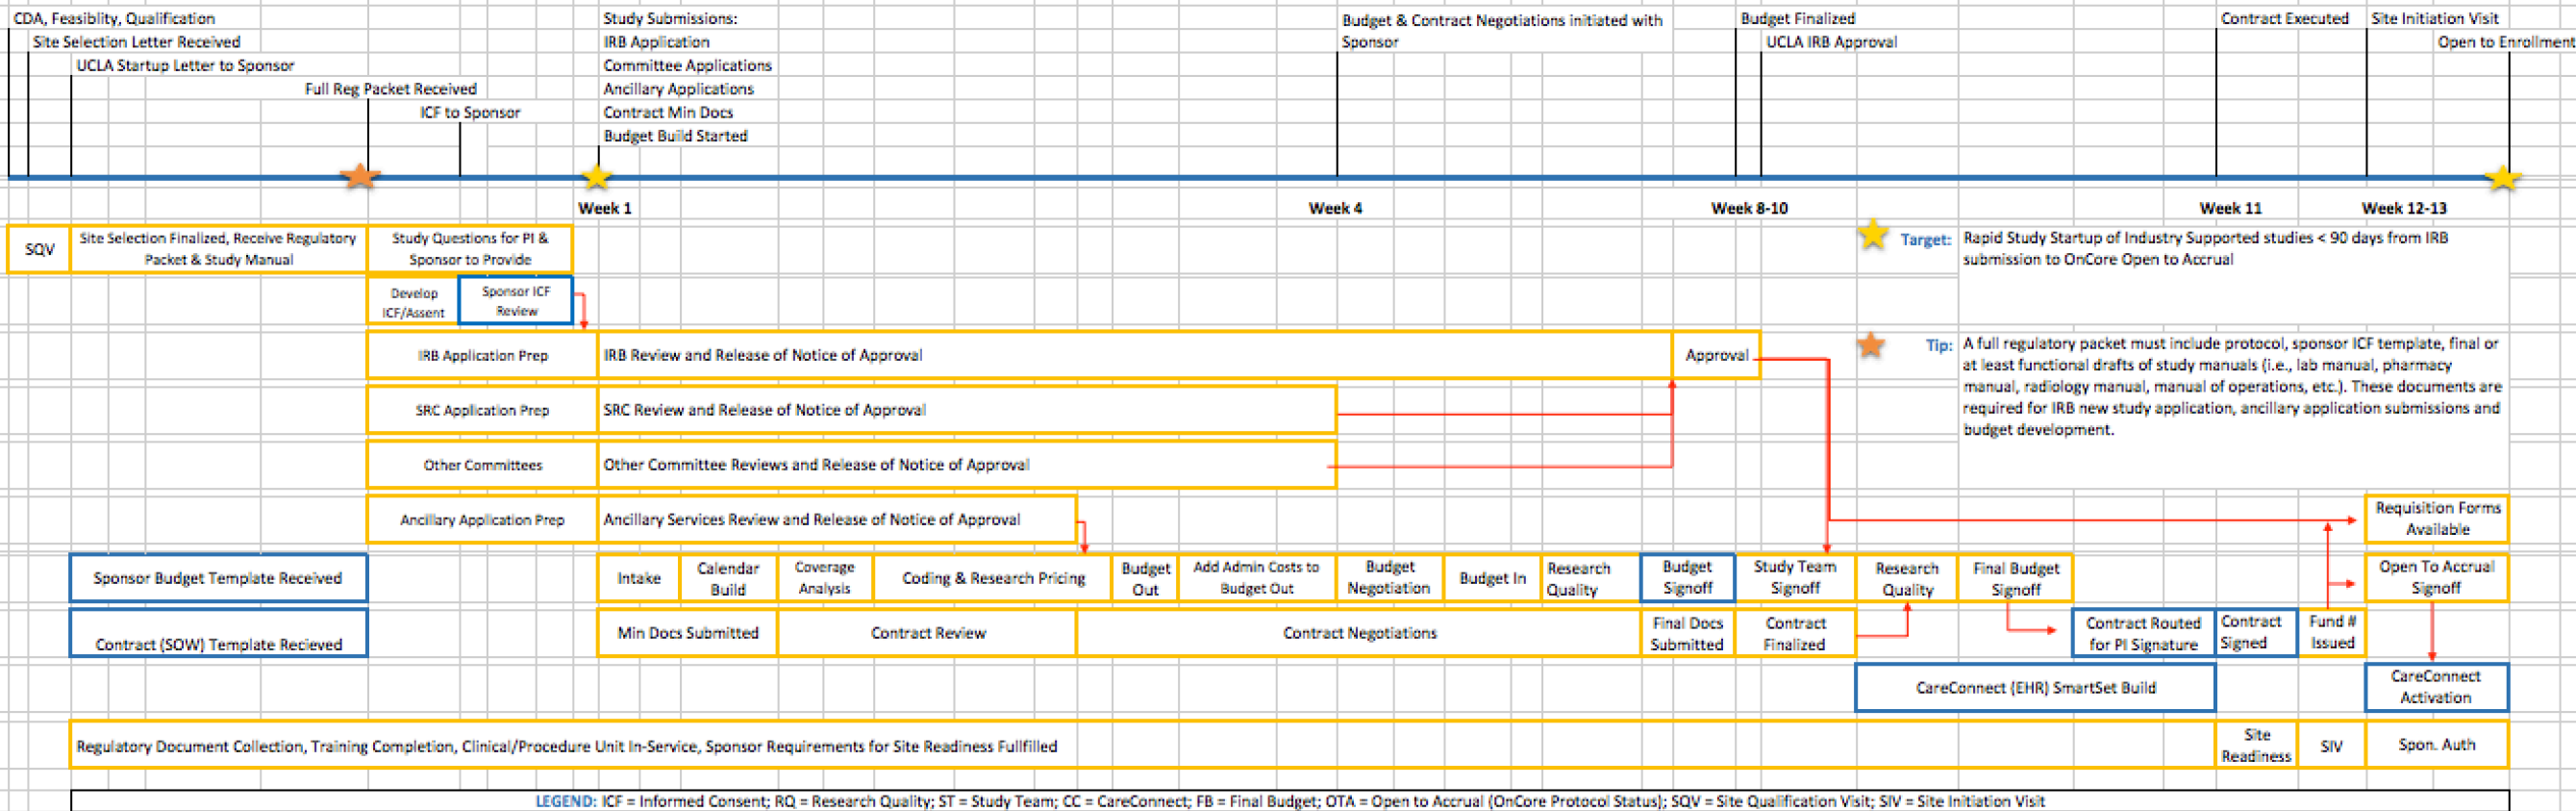 CDA, Feasiblity, Qualification
Site Selection Letter Received
UCLA Startup Letter to Sponsor
Full Reg Packet Received
ICF to Sponsor
Study Submissions:
IRB Application
Committee Applications
Ancillary Applications
Contract Min Docs
Budget Build Started
Budget & Contract Negotiations initiated with
Sponsor
Budget Finalized
UCLA IRB Approval
Contract Executed
Site Initiation Visit
Open to Enrollment
Week 1
Week 4
Week 8-10
Week 11
Week 12-13
SQV
Site Selection Finalized, Receive Regulatory
Packet & Study Manual
Study Questions for PI &
Sponsor to Provide
Target:
Rapid Study Startup of Industry Supported studies < 90 days from IRB
submission to OnCore Open to Accrual
Develop
ICF/Assent
Sponsor ICF
Review
IRB Application Prep
IRB Review and Release of Notice of Approval
Approval
Tip:
A full regulatory packet must include protocol, sponsor ICF template, final or
at least functional drafts of study manuals (i.e., lab manual, pharmacy
manual, radiology manual, manual of operations, etc.). These documents are
required for IRB new study application, ancillary application submissions and
budget development.
SRC Application Prep
SRC Review and Release of Notice of Approval
Other Committees
Other Committee Reviews and Release of Notice of Approval
Ancillary Application Prep
Ancillary Services Review and Release of Notice of Approval
Requisition Forms
Available
Sponsor Budget Template Received
Intake
Calendar
Build
Coverage
Analysis
Coding & Research Pricing
Budget
Out
Add Admin Costs to
Budget Out
Budget
Negotiation
Budget In
Research
Quality
Budget
Signoff
Study Team
Signoff
Research
Quality
Final Budget
Signoff
Open To Accrual
Signoff
Contract (SOW) Template Recieved
Min Docs Submitted
Contract Review
Contract Negotiations
Final Docs
Submitted
Contract
Finalized
Contract Routed
for PI Signature
Contract
Signed
Fund #
Issued
CareConnect (EHR) SmartSet Build
CareConnect
Activation
Regulatory Document Collection, Training Completion, Clinical/Procedure Unit In-Service, Sponsor Requirements for Site Readiness Fullfilled
Site
Readiness
SIV
Spon. Auth
LEGEND: ICF = Informed Consent; RQ = Research Quality; ST = Study Team; CC = CareConnect; FB = Final Budget; OTA = Open to Accrual (OnCore Protocol Status); SQV = Site Qualification Visit; SIV = Site Initiation Visit